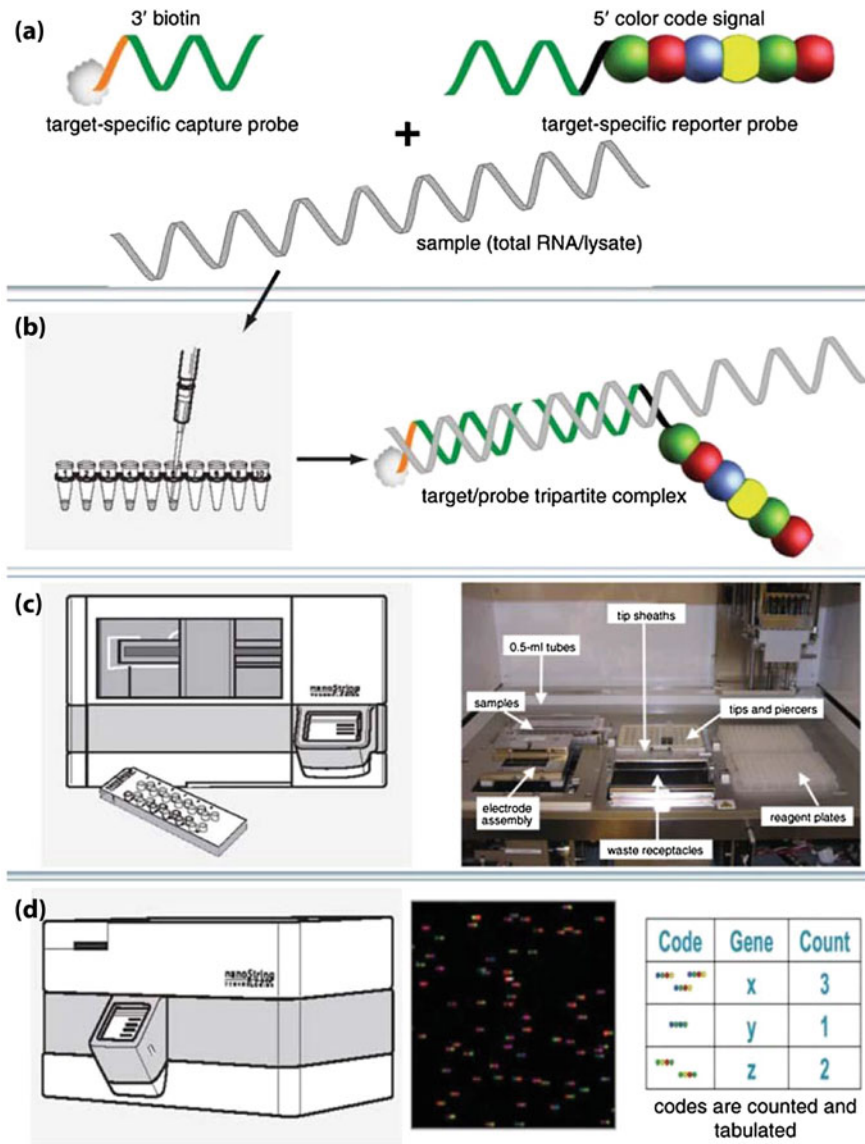 (a)
3′ biotin
5′ color code signal
target-specific capture probe
+
target-specific reporter probe
sample (total RNA/lysate)
(b)
target/probe tripartite complex
(c)
nanoString
tip sheaths
0.5-ml tubes
samples
tips and piercers
electrode
assembly
reagent plates
waste receptacles
(d)
nanoString
Code Gene Count
x 3
y 1
z 2
codes are counted and
tabulated